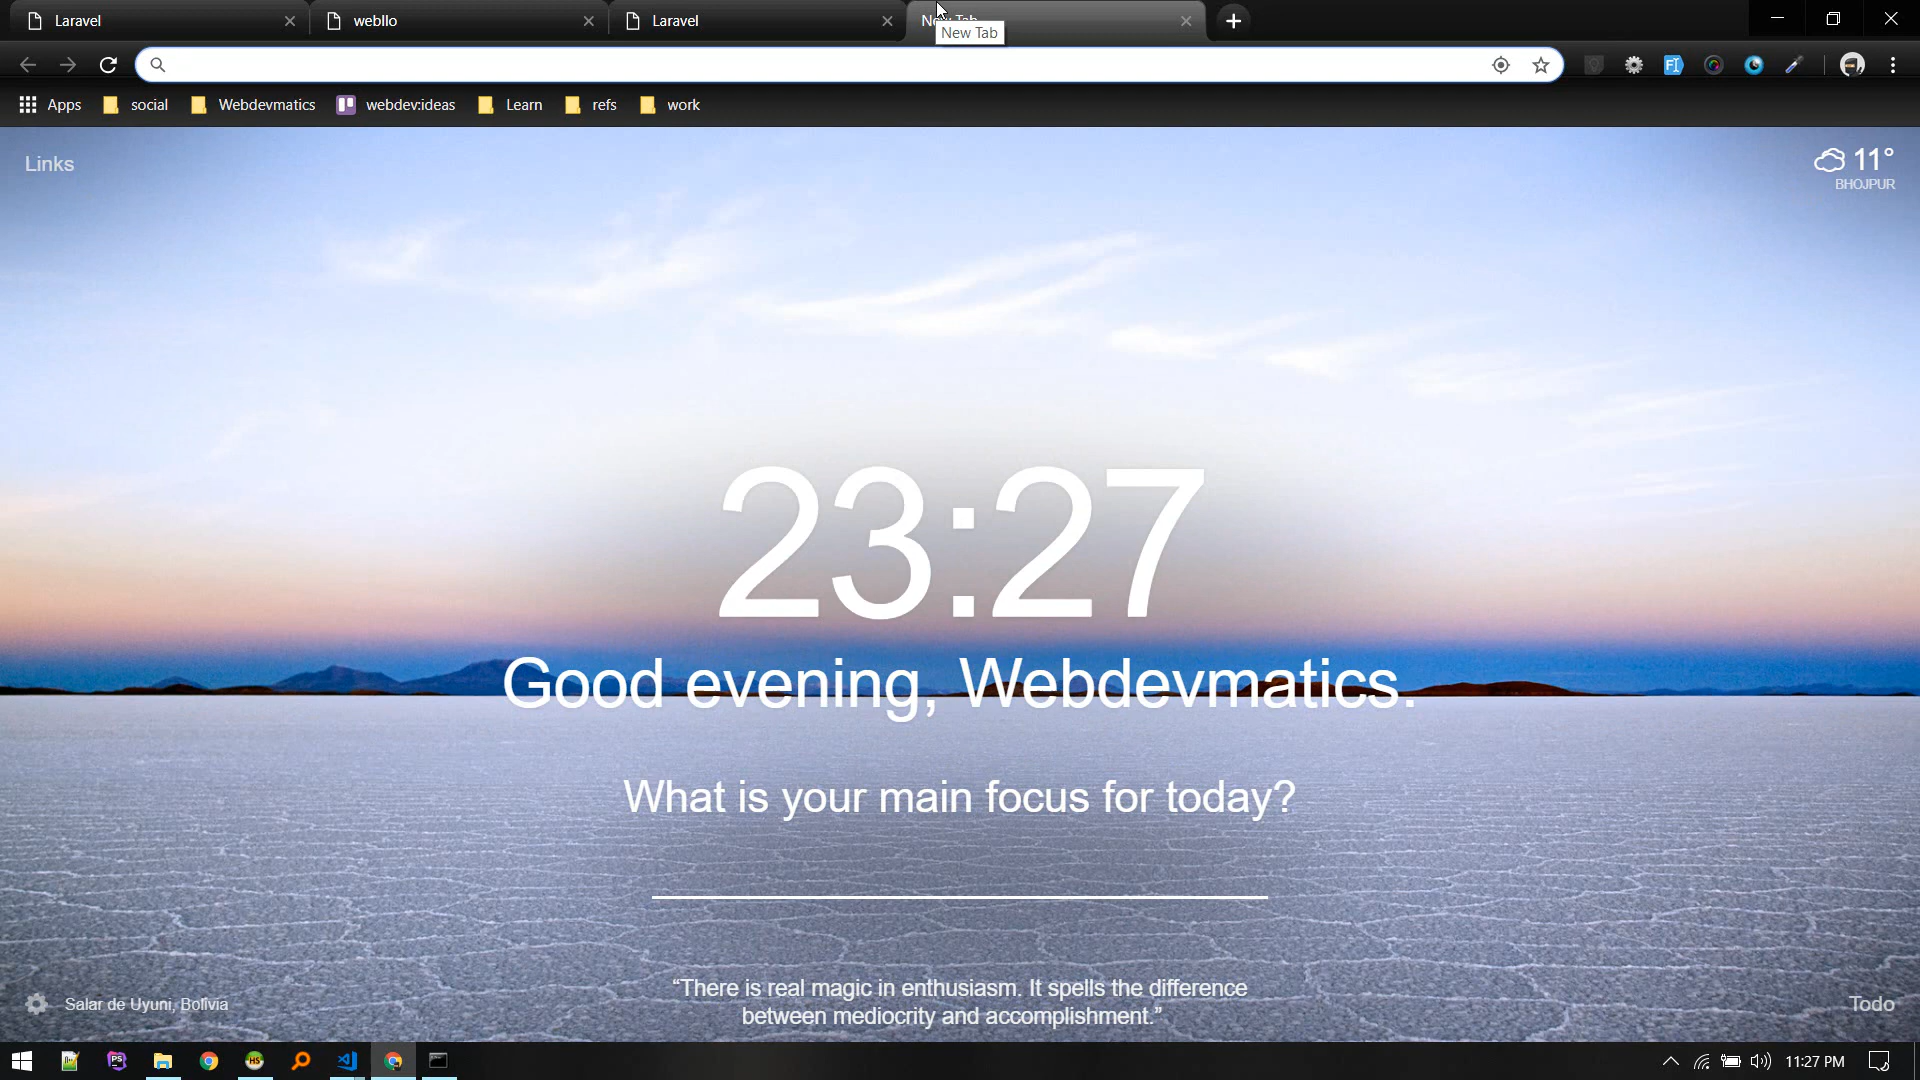 Laravel
webllo
Laravel
New Tab
New Tab
Apps
social
Webdevmatics
webdev:ideas
Learn
refs
work
Links
11°
BHOJPUR
23:27
Good evening, Webdevmatics.
What is your main focus for today?
“There is real magic in enthusiasm. It spells the difference
between mediocrity and accomplishment.”
Salar de Uyuni, Bolivia
Todo
11:27 PM